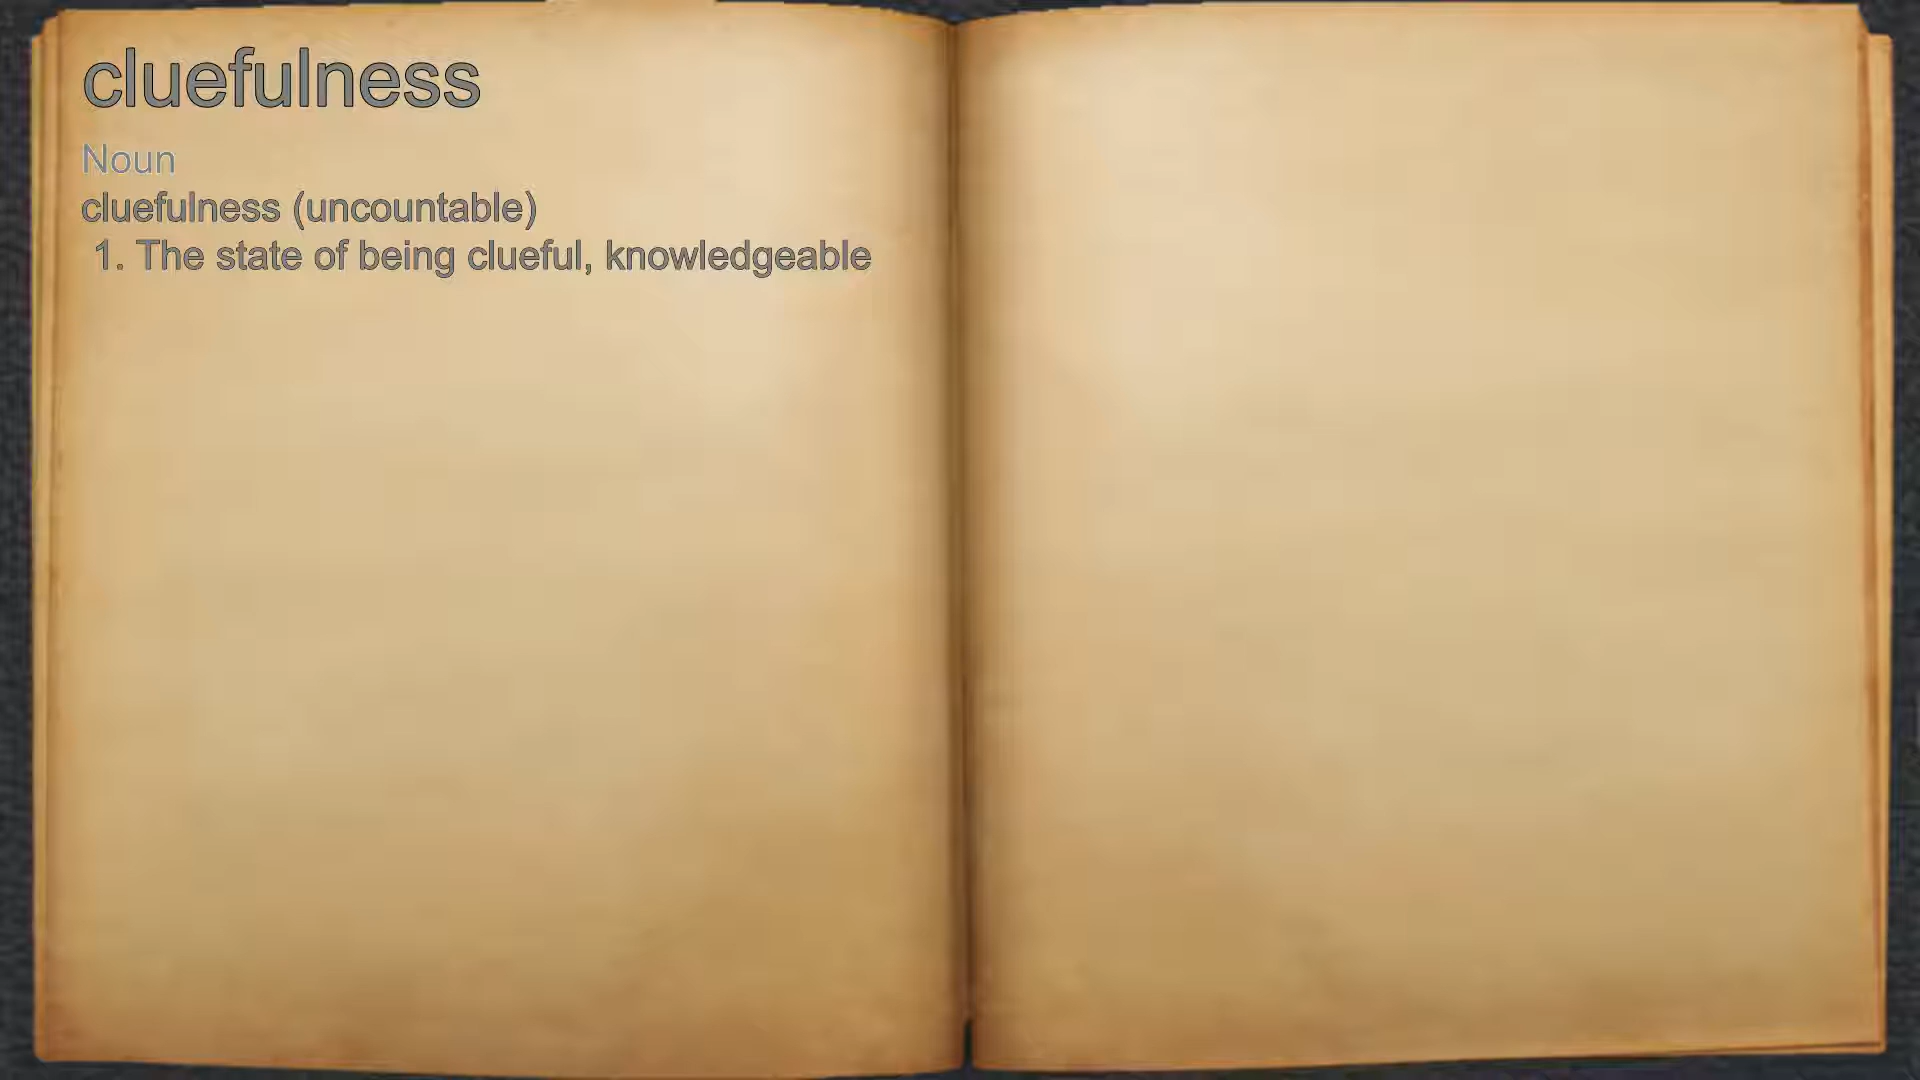 cluefulness
Noun
cluefulness (uncountable)
1. The state of being clueful, knowledgeable